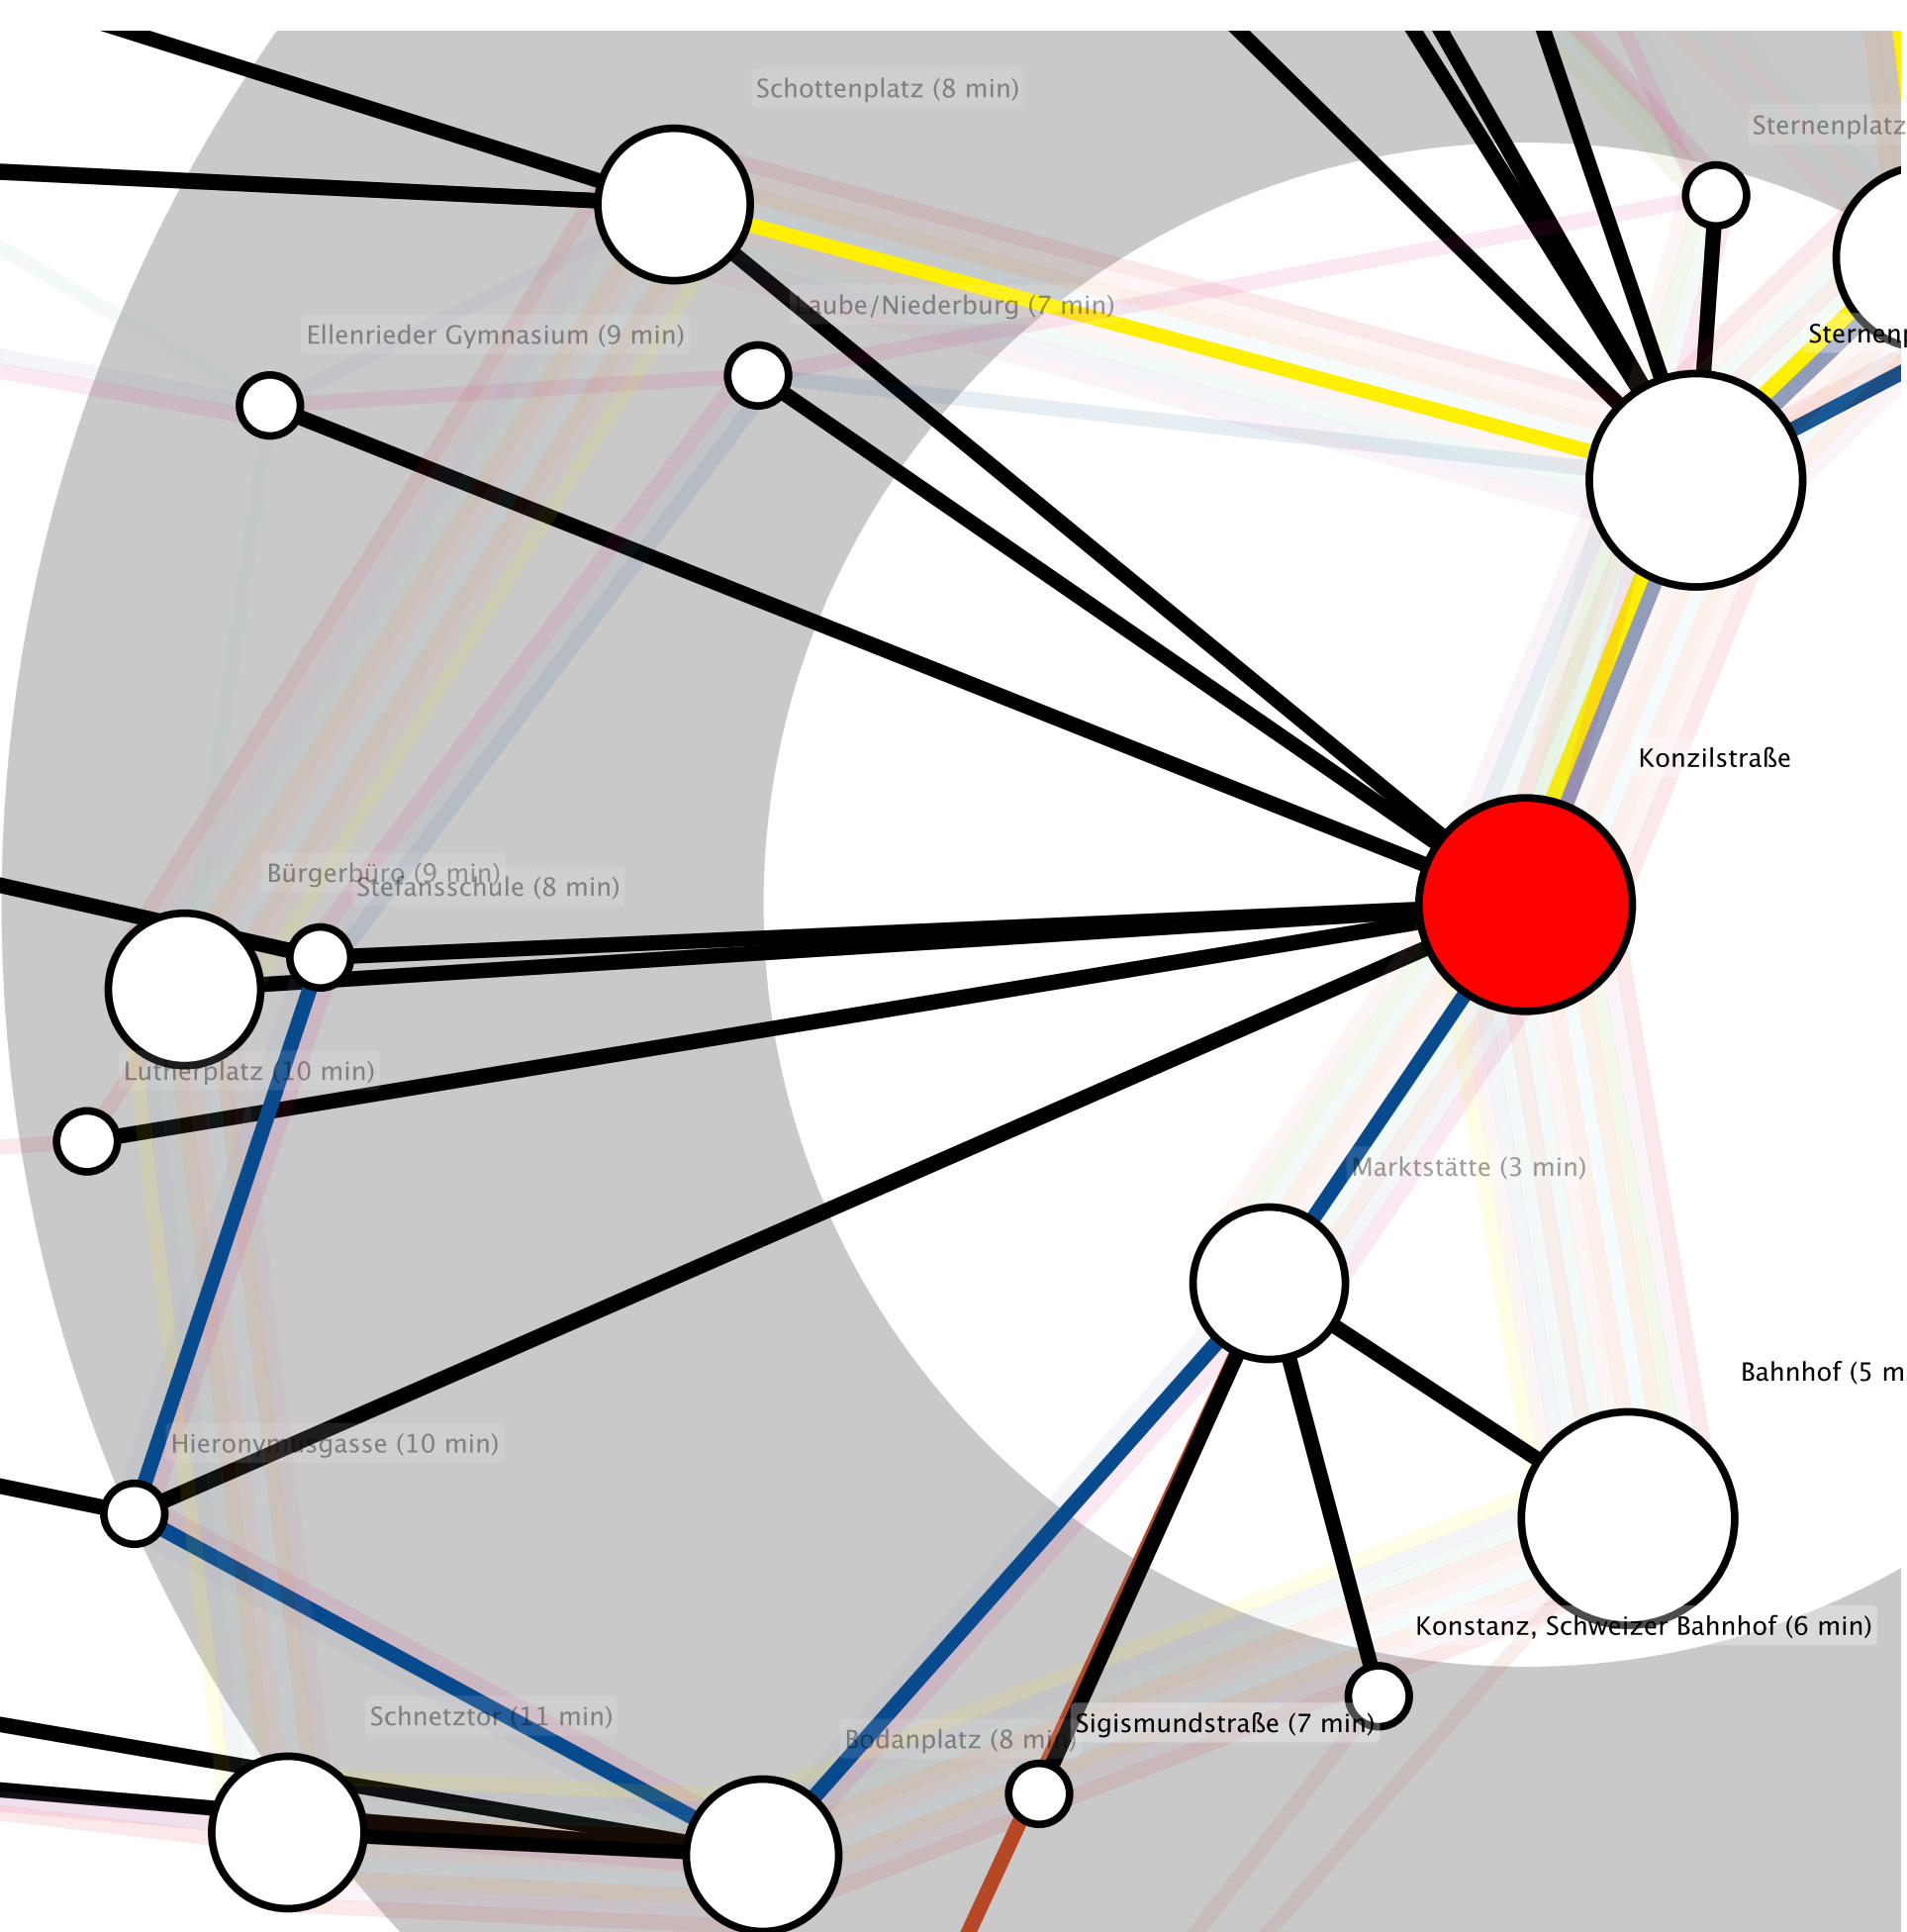 Schottenplatz (8 min)
Sternenplatz
Laube/Niederburg (7 min)
Ellenrieder Gymnasium (9 min)
Konzilstraße
Bürgerbüro (9 min)
Stefansschule (8 min)
Lutherplatz (10 min)
Marktstätte (3 min)
Bahnhof (5 m
Hieronymusgasse (10 min)
Konstanz, Schweizer Bahnhof (6 min)
Schnetztor (11 min)
Sigismundstraße (7 min)
Bodanplatz (8 min)